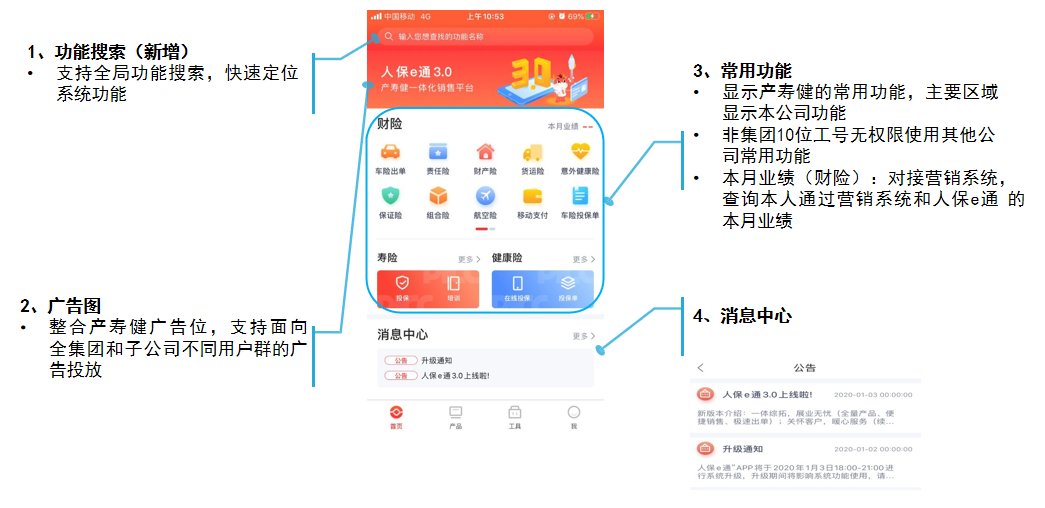 1、功能搜索（新增）
• 支持全局功能搜索，快速定位
系统功能
2、广告图
• 整合产寿健广告位，支持面向
全集团和子公司不同用户群的广
告投放
中国移动 4G 上午10:53 69%
输入您想查找的功能名称
人保e通3.0
产寿健一体化销售平台
3.0
财险 本月业绩 --
车险出单 责任险 财产险 货运险 意外健康险
保证险 组合险 航空险 移动支付 车险投保单
寿险 更多 健康险 更多
投保 培训 在线投保 投保单
消息中心 更多
公告 升级通知
公告 人保e通3.0上线啦!
首页 产品 工具 我
3、常用功能
• 显示产寿健的常用功能，主要区域
显示本公司功能
• 非集团10位工号无权限使用其他公
司常用功能
• 本月业绩（财险）：对接营销系统，
查询本人通过营销系统和人保e通 的
本月业绩
4、消息中心
公告
人保e通3.0上线啦! 2020-01-03 00:00:00
新版本介绍：一体综拓，展业无忧（全量产品、便
捷销售、极速出单）；关怀客户，暖心服务（续...
升级通知 2020-01-02 00:00:00
人保e通"APP将于2020年1月3日18:00-21:00进
行系统升级，升级期间将影响系统功能使用，请...